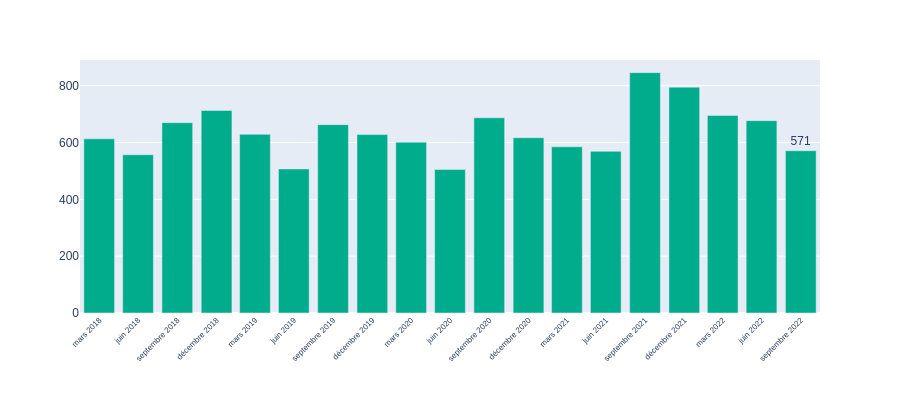 800
600
400
200
0
571
mars 2018
juin 2018
septembre 2018
décembre 2018
mars 2019
juin 2019
septembre 2019
décembre 2019
mars 2020
juin 2020
septembre 2020
décembre 2020
mars 2021
juin 2021
septembre 2021
décembre 2021
mars 2022
juin 2022
septembre 2022